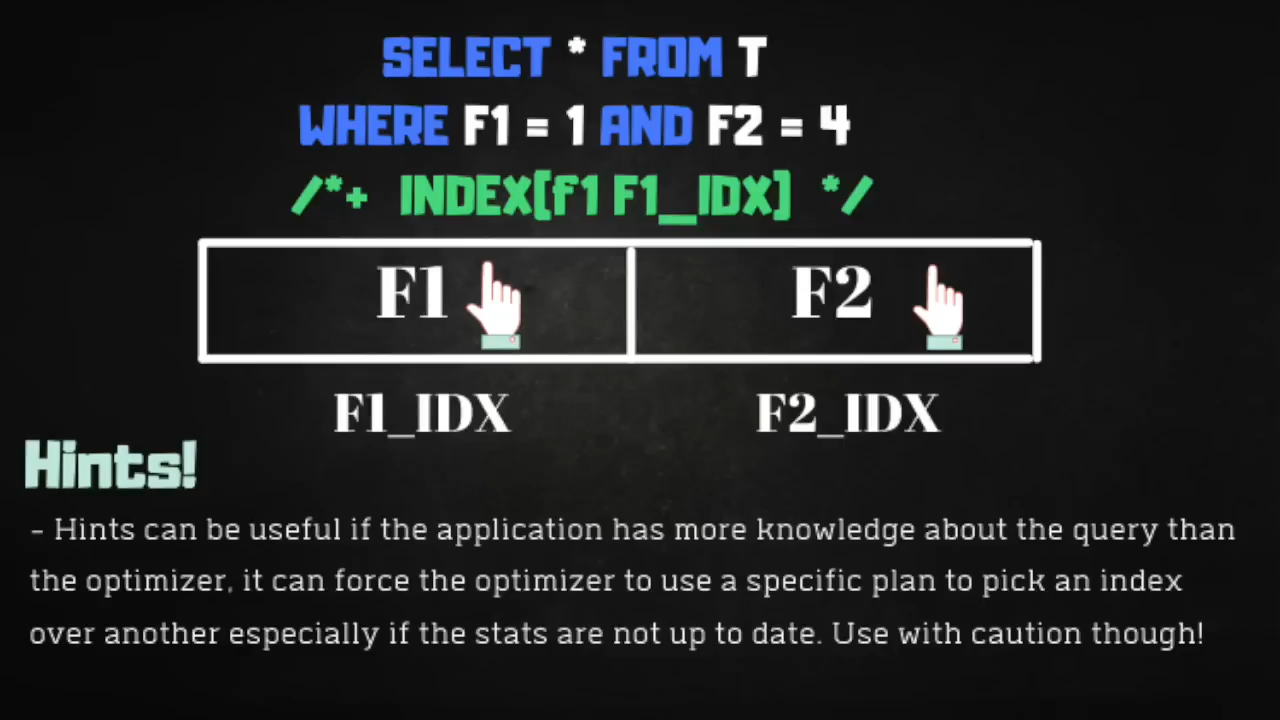 SELECT * FROM T
WHERE F1 = 1 AND F2 = 4
/*+ INDEX[f1 F1_IDX] */
F1 F2
F1_IDX F2_IDX
Hints!
- Hints can be useful if the application has more knowledge about the query than
the optimizer, it can force the optimizer to use a specific plan to pick an index
over another especially if the stats are not up to date. Use with caution though!